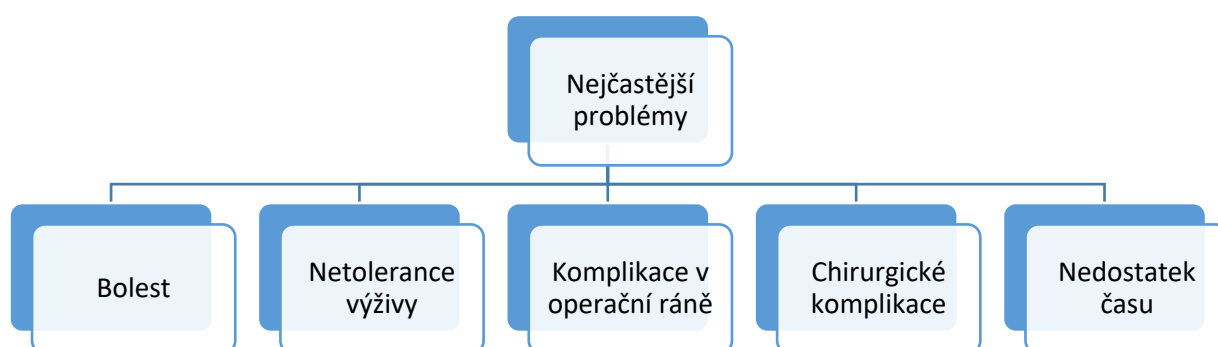 Nejčastější
problémy
Bolest
Netolerance
výživy
Komplikace v
operační ráně
Chirurgické
komplikace
Nedostatek
času